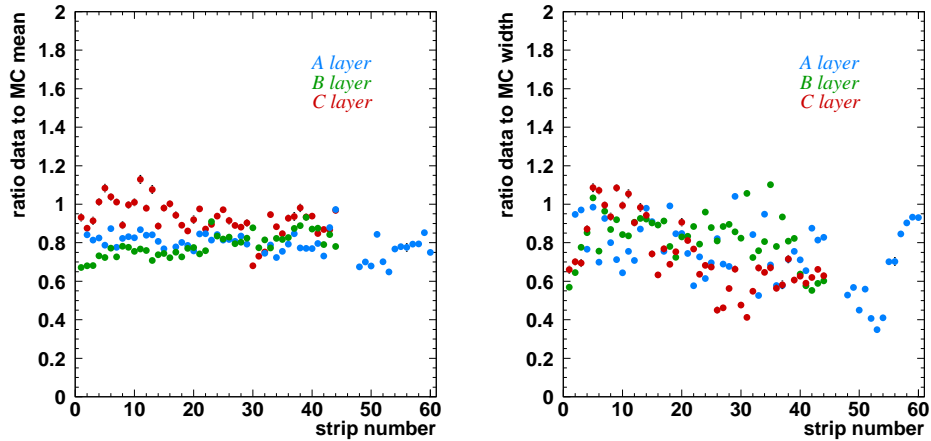 ratio data to MC mean
2
1.8
1.6
1.4
1.2
1
0.8
0.6
0.4
0.2
0
A layer
B layer
C layer
0 10 20 30 40 50 60
strip number
ratio data to MC width
2
1.8
1.6
1.4
1.2
1
0.8
0.6
0.4
0.2
0
A layer
B layer
C layer
0 10 20 30 40 50 60
strip number